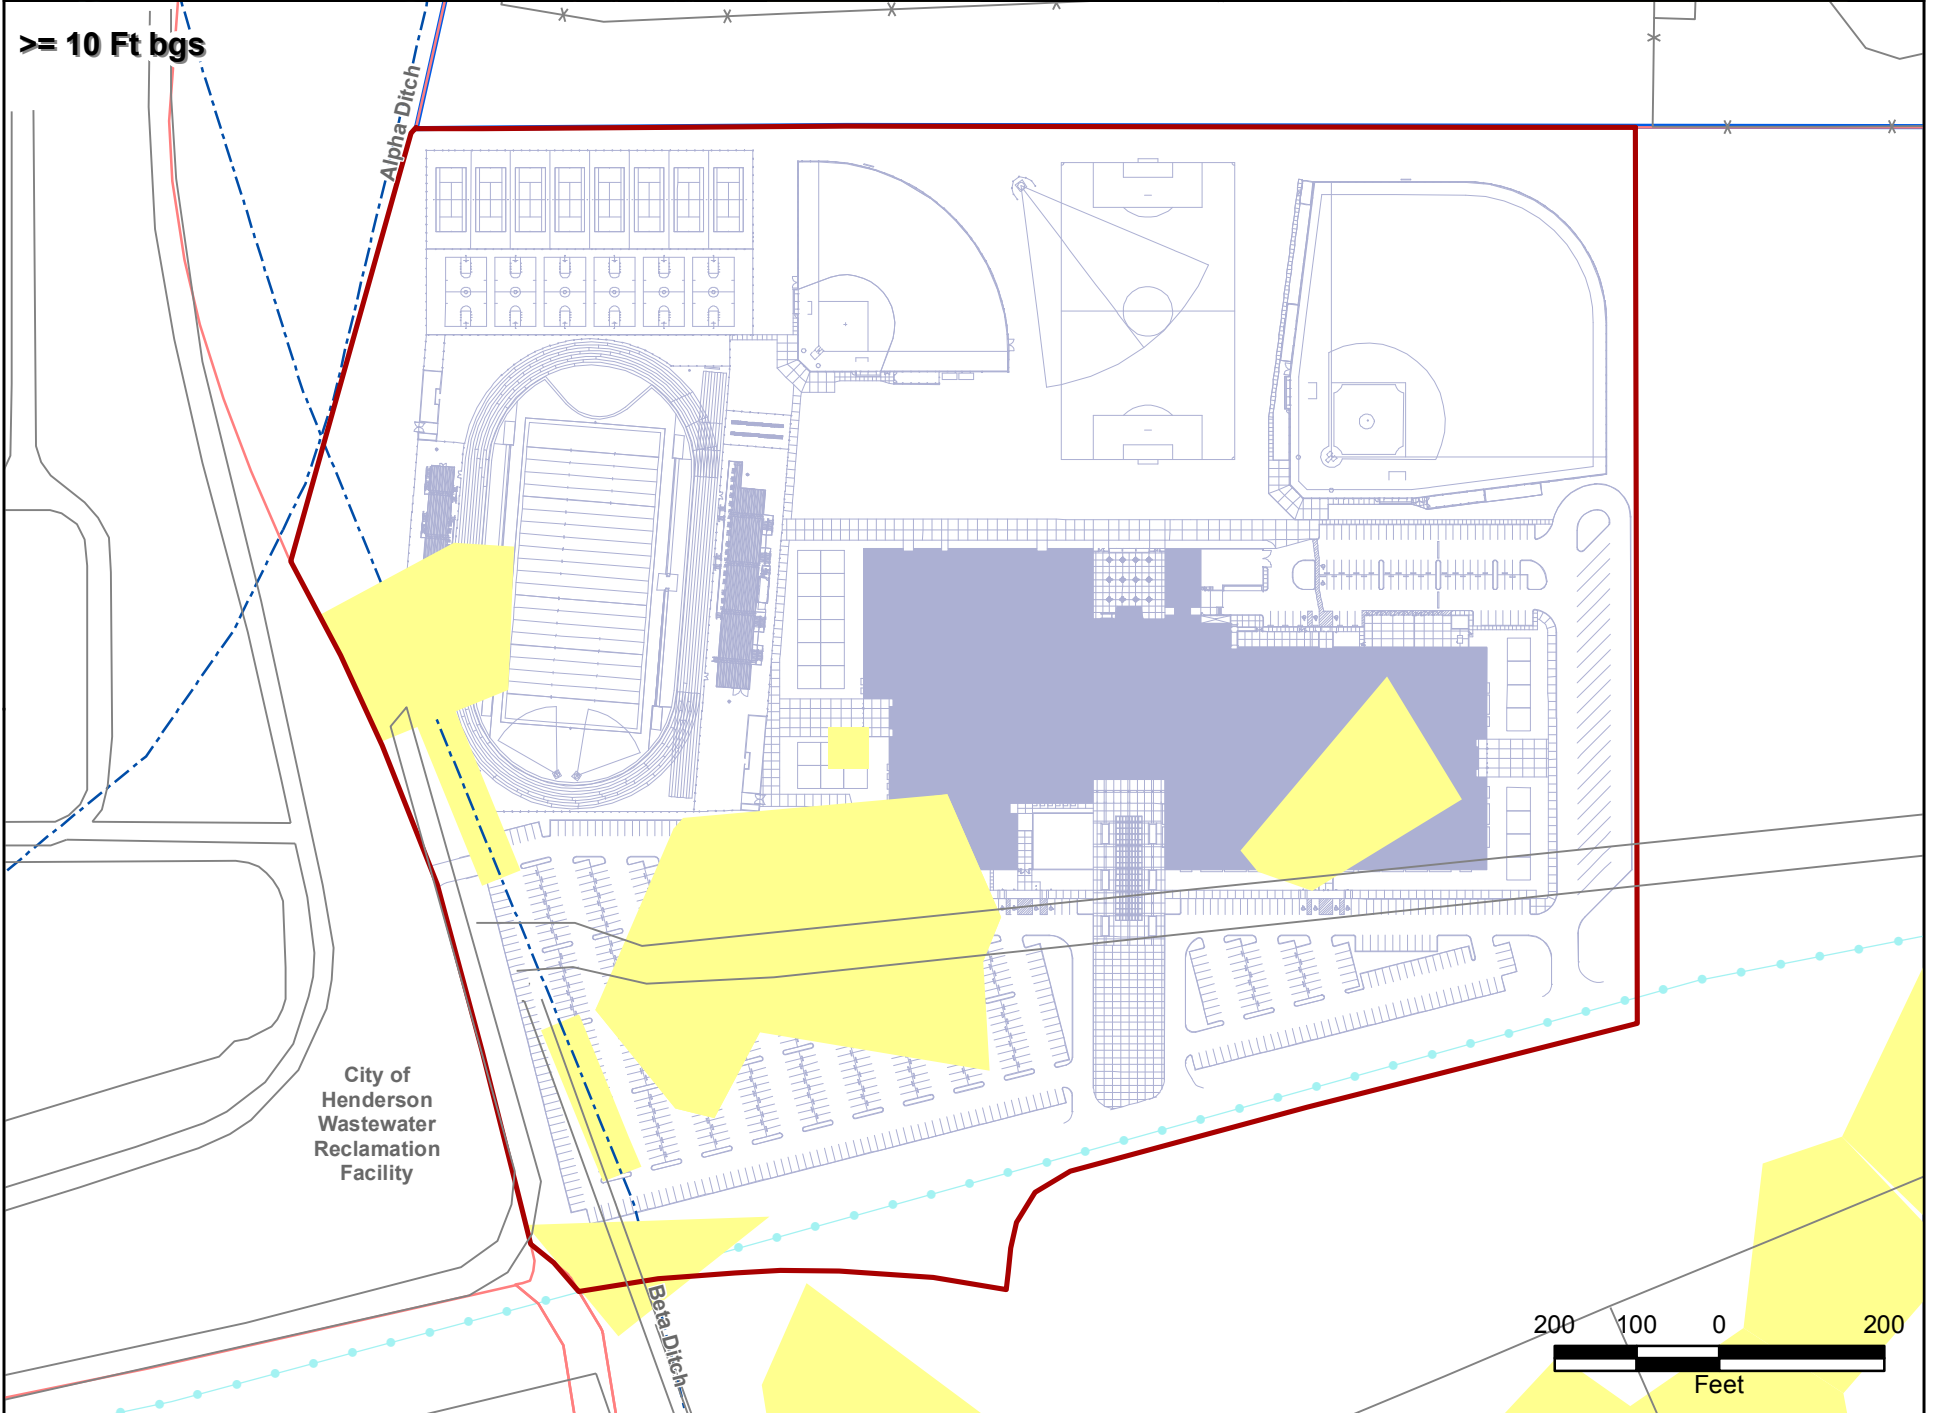 >= 10 Ft bgs
Alpha Ditch
City of
Henderson
Wastewater
Reclamation
Facility
Beta Ditch
200 100 0 200
Feet